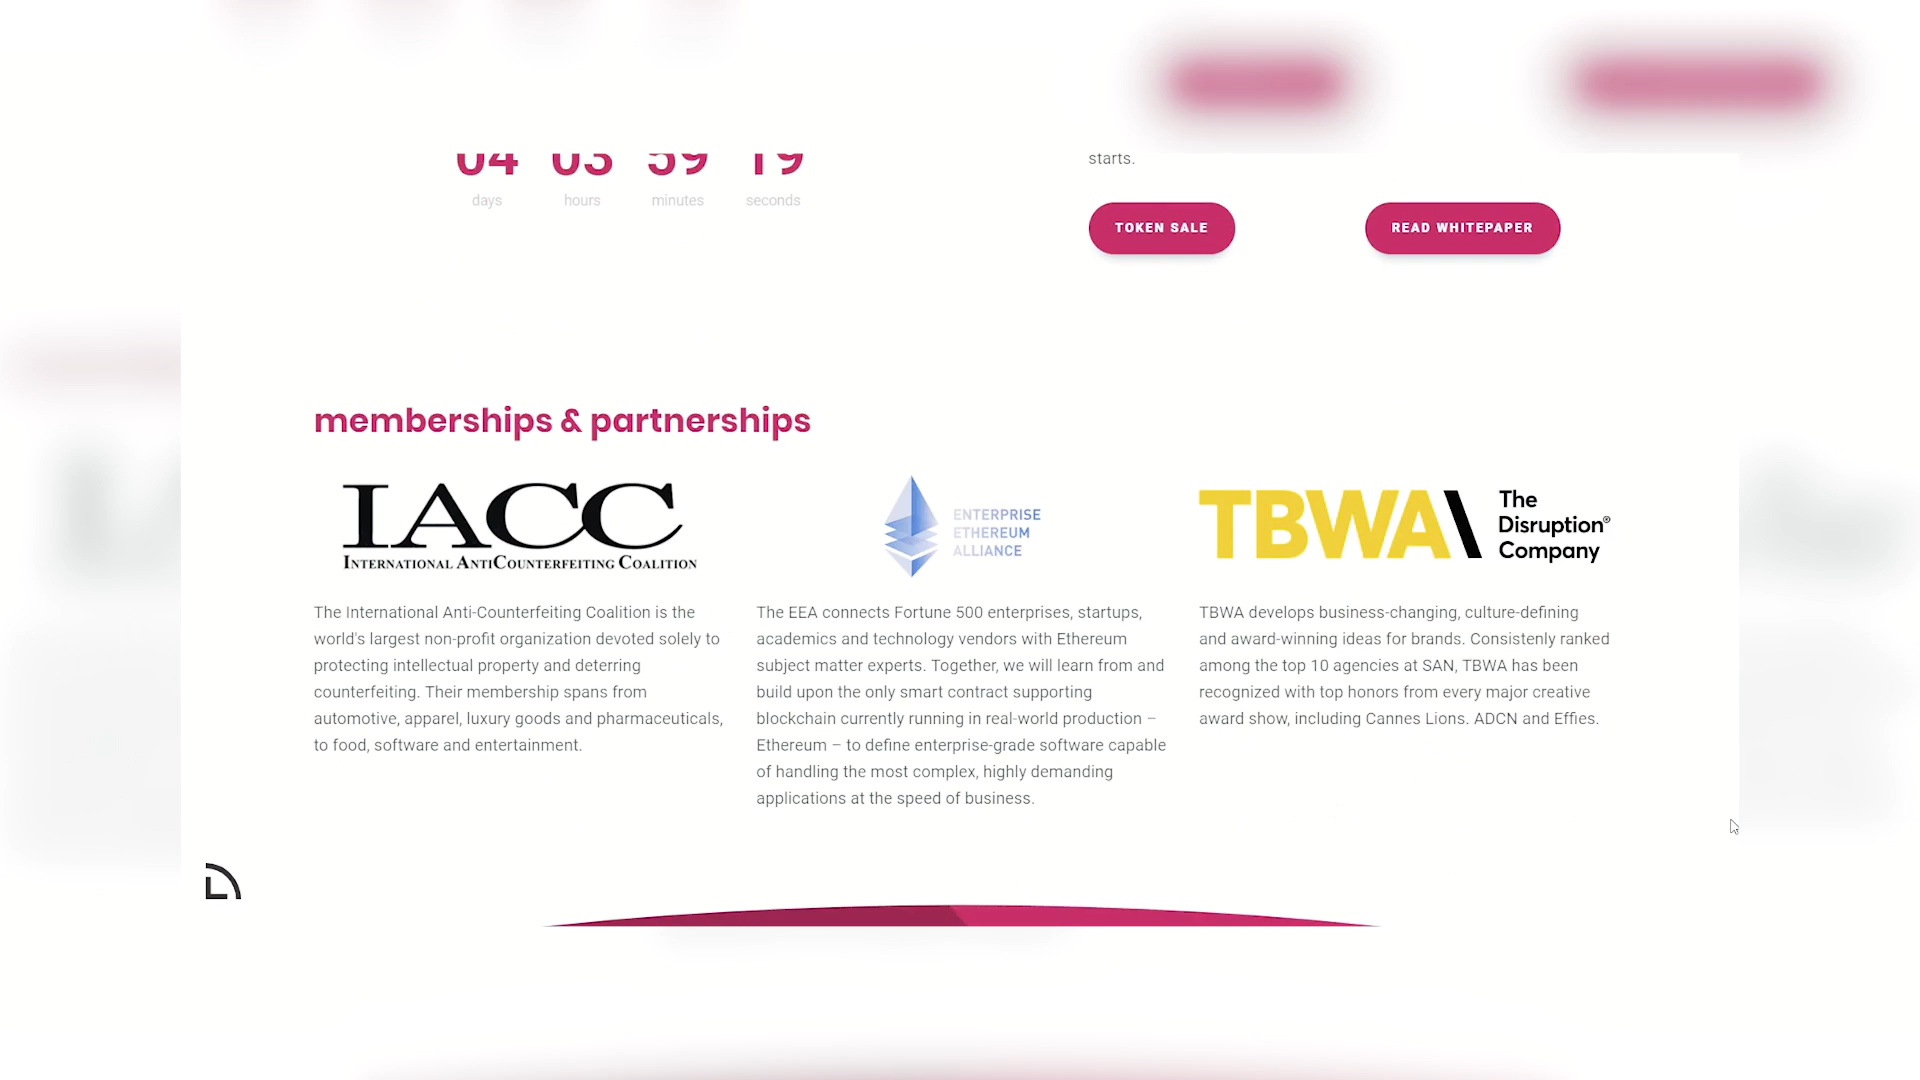 04 03 59 19
days hours minutes seconds
starts.
TOKEN SALE
READ WHITEPAPER
memberships & partnerships
IACC
INTERNATIONAL ANTICOUNTERFEITING COALITION
The International Anti-Counterfeiting Coalition is the
world's largest non-profit organization devoted solely to
protecting intellectual property and deterring
counterfeiting. Their membership spans from
automotive, apparel, luxury goods and pharmaceuticals,
to food, software and entertainment.
ENTERPRISE
ETHEREUM
ALLIANCE
The EEA connects Fortune 500 enterprises, startups,
academics and technology vendors with Ethereum
subject matter experts. Together, we will learn from and
build upon the only smart contract supporting
blockchain currently running in real-world production –
Ethereum – to define enterprise-grade software capable
of handling the most complex, highly demanding
applications at the speed of business.
TBWA\
The
Disruption®
Company
TBWA develops business-changing, culture-defining
and award-winning ideas for brands. Consistenly ranked
among the top 10 agencies at SAN, TBWA has been
recognized with top honors from every major creative
award show, including Cannes Lions. ADCN and Effies.